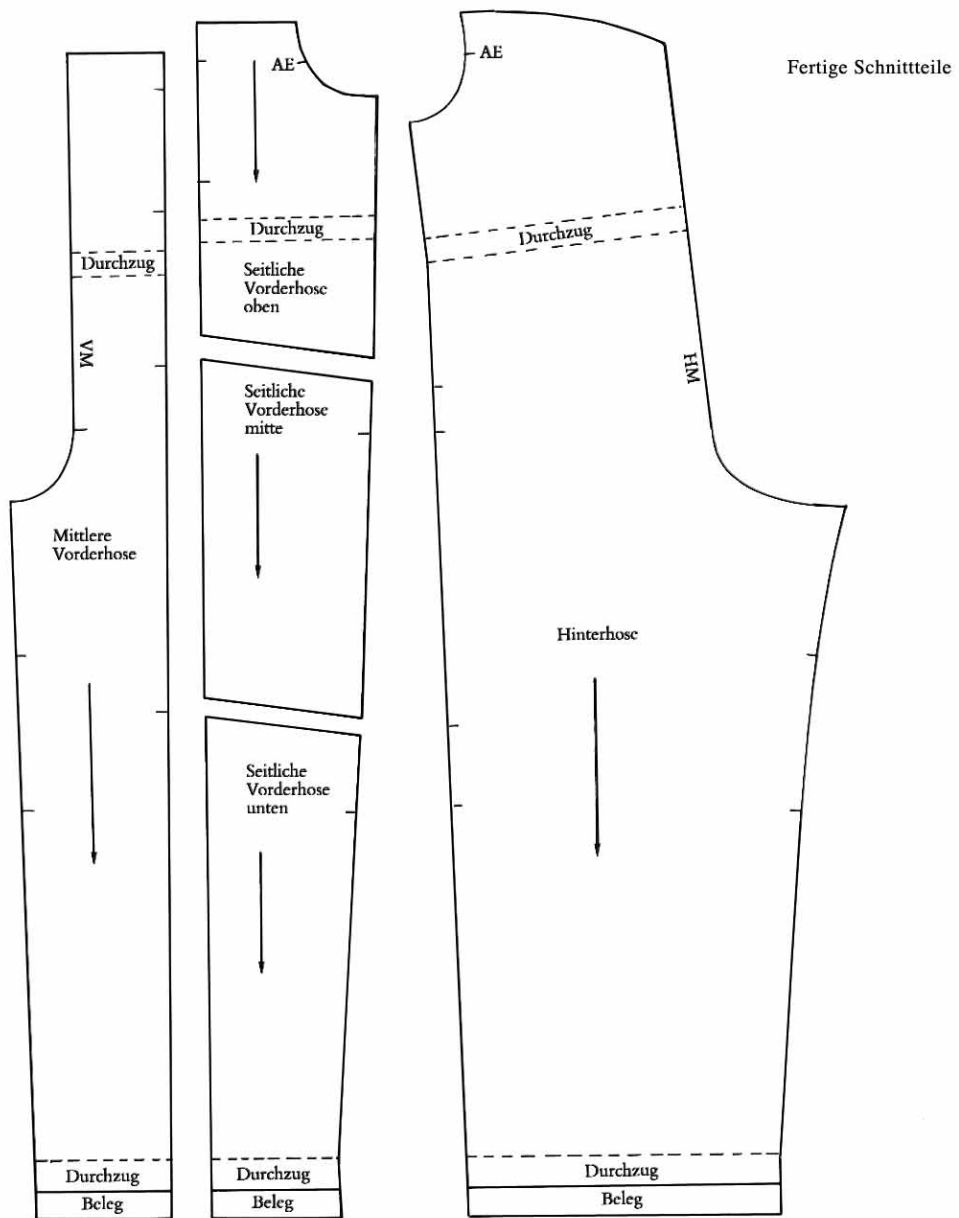 Fertige Schnittteile
AE
AE
Durchzug
Durchzug
Durchzug
Seitliche
Vorderhose
oben
VM
HM
Seitliche
Vorderhose
mitte
Mittlere
Vorderhose
Hinterhose
Seitliche
Vorderhose
unten
Durchzug
Beleg
Durchzug
Beleg
Durchzug
Beleg